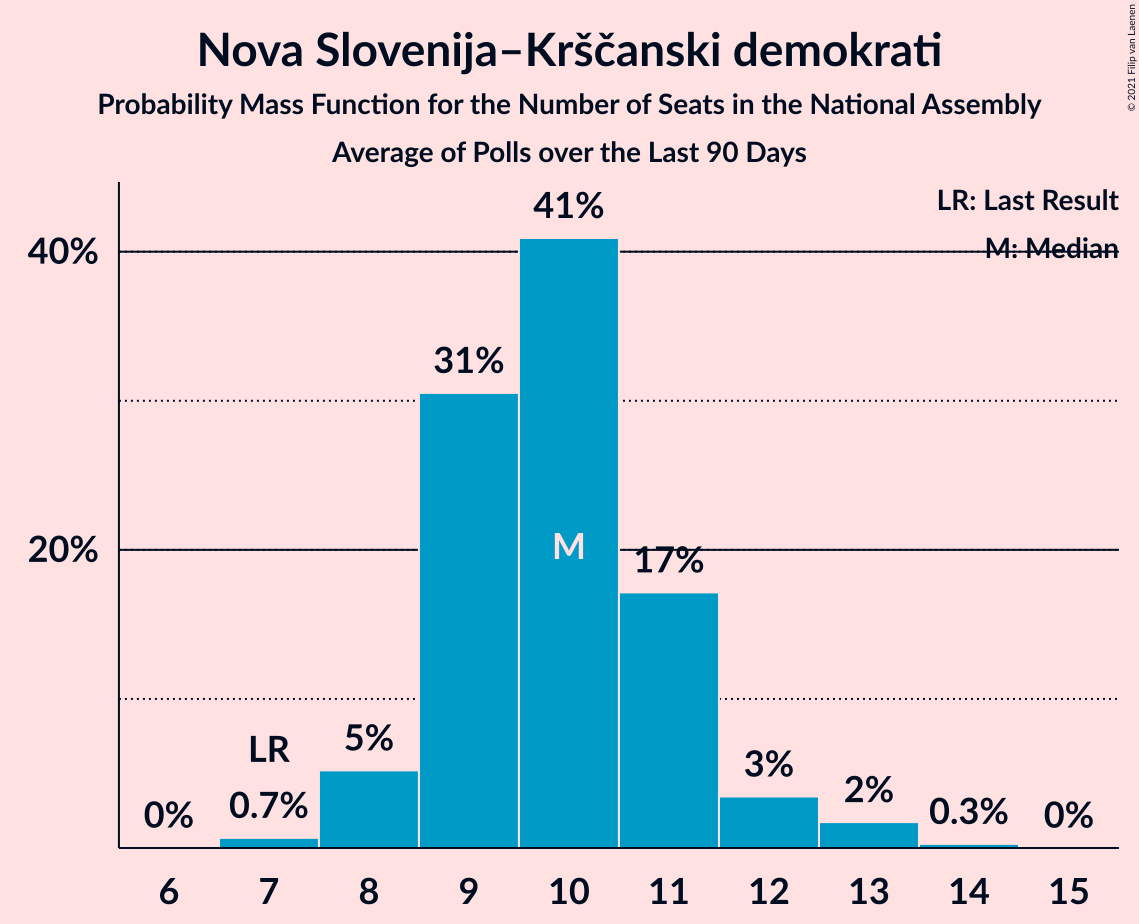 Nova Slovenija–Krščanski demokrati
Probability Mass Function for the Number of Seats in the National Assembly
Average of Polls over the Last 90 Days
© 2021 Filip van Laenen
LR: Last Result
M: Median
41%
40%
31%
20%
M
17%
LR
5%
3%
2%
0%
0.7%
0.3%
0%
6 7 8 9 10 11 12 13 14 15